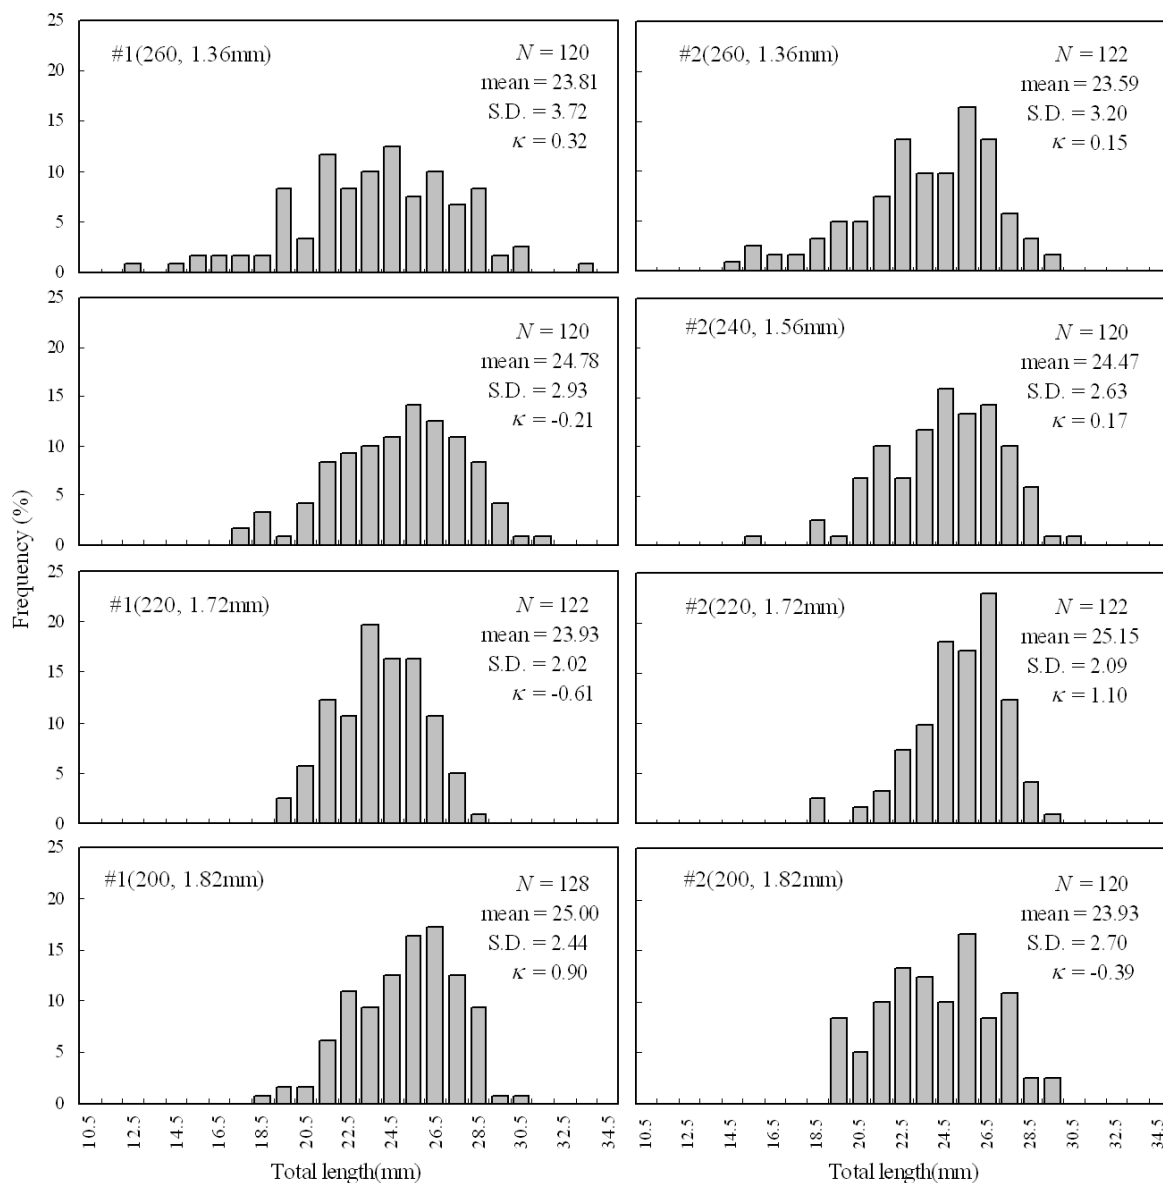 25
20
15
10
5
0
#1(260, 1.36mm)
N = 120
mean = 23.81
S.D. = 3.72
κ = 0.32
#2(260, 1.36mm)
N = 122
mean = 23.59
S.D. = 3.20
κ = 0.15
25
20
15
10
5
0
N = 120
mean = 24.78
S.D. = 2.93
κ = -0.21
#2(240, 1.56mm)
N = 120
mean = 24.47
S.D. = 2.63
κ = 0.17
Frequency (%)
25
20
15
10
5
0
#1(220, 1.72mm)
N = 122
mean = 23.93
S.D. = 2.02
κ = -0.61
#2(220, 1.72mm)
N = 122
mean = 25.15
S.D. = 2.09
κ = 1.10
25
20
15
10
5
0
#1(200, 1.82mm)
N = 128
mean = 25.00
S.D. = 2.44
κ = 0.90
#2(200, 1.82mm)
N = 120
mean = 23.93
S.D. = 2.70
κ = -0.39
10.5 12.5 14.5 16.5 18.5 20.5 22.5 24.5 26.5 28.5 30.5 32.5 34.5
10.5 12.5 14.5 16.5 18.5 20.5 22.5 24.5 26.5 28.5 30.5 32.5 34.5
Total length(mm)
Total length(mm)